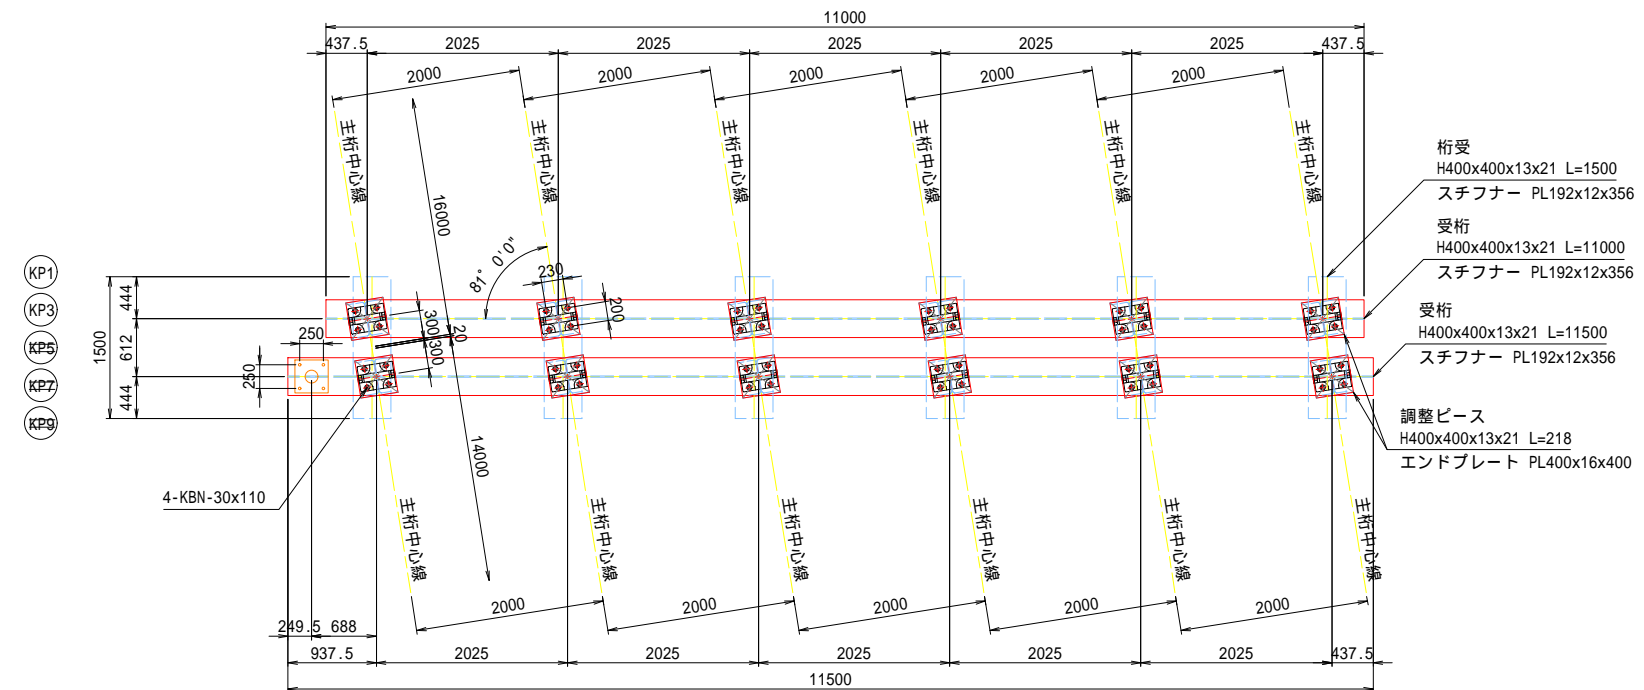 11000
437.5 2025 2025 2025 2025 2025 437.5
2000 2000 2000 2000 2000
主桁中心線 主桁中心線 主桁中心線 主桁中心線 主桁中心線 主桁中心線
16000
81° 0'0"
230
200
300
20
300
14000
桁受
H400x400x13x21 L=1500
スチフナー PL192x12x356
受桁
H400x400x13x21 L=11000
スチフナー PL192x12x356
受桁
H400x400x13x21 L=11500
スチフナー PL192x12x356
調整ピース
H400x400x13x21 L=218
エンドプレート PL400x16x400
KP1
KP3
KP5
KP7
KP9
1500
444
612
444
250
250
4-KBN-30x110
主桁中心線 主桁中心線 主桁中心線 主桁中心線 主桁中心線 主桁中心線
2000 2000 2000 2000 2000
249.5 688
937.5 2025 2025 2025 2025 2025 437.5
11500